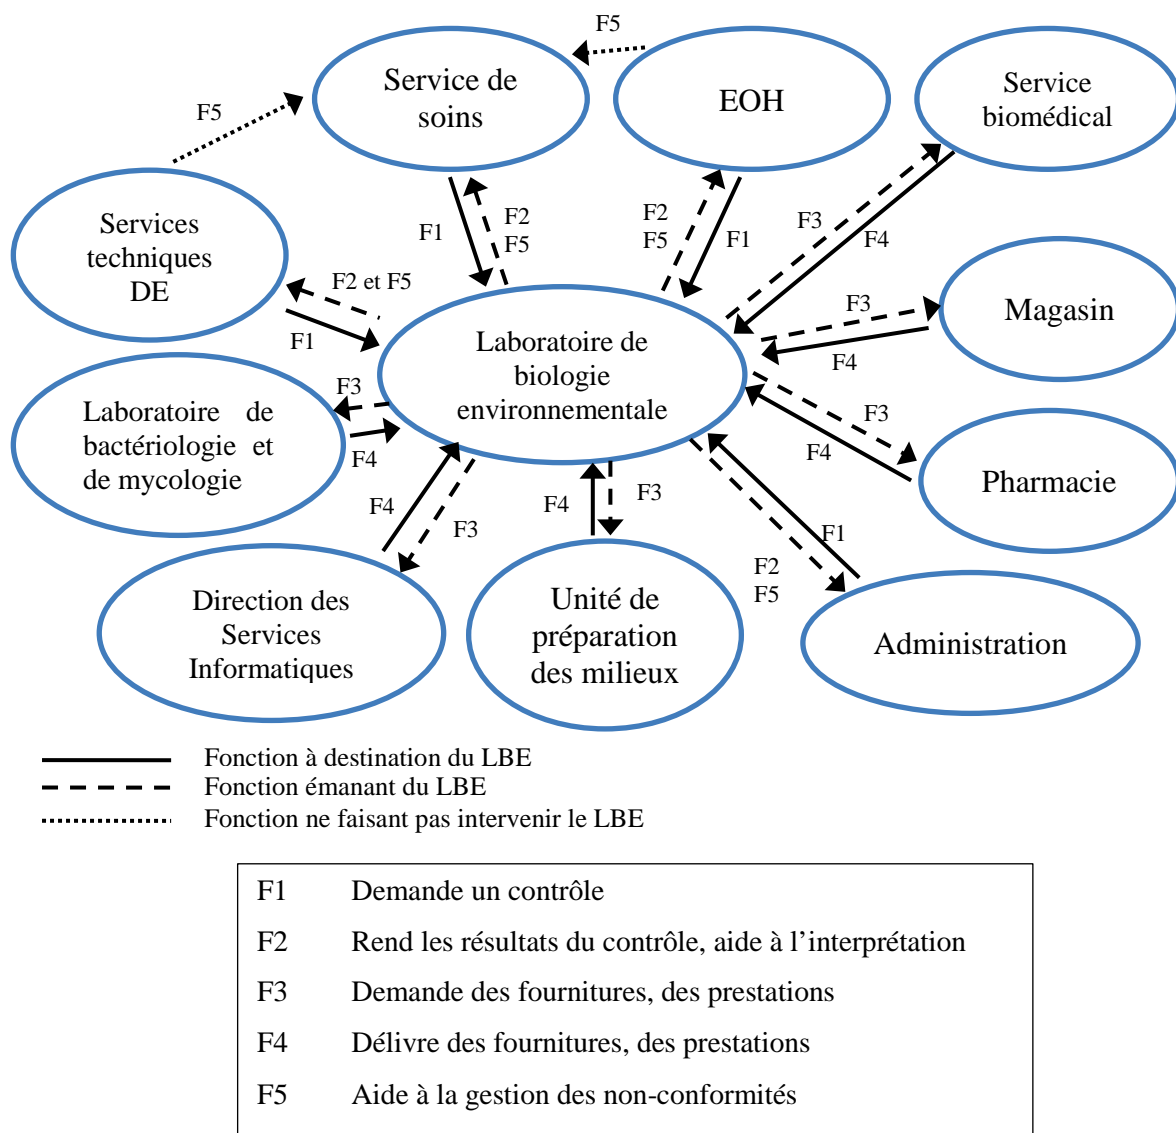 F5
Service de
soins
EOH
Service
biomédical
F5
Services
techniques
DE
F1
F2
F5
F2
F5
F1
F3
F4
F2 et F5
F1
Laboratoire de
biologie
environnementale
F3
F4
Magasin
Laboratoire de
bactériologie et
de mycologie
F3
F4
F3
F4
Pharmacie
F4
F3
F4
F3
F1
F2
F5
Direction des
Services
Informatiques
Unité de
préparation
des milieux
Administration
Fonction à destination du LBE
Fonction émanant du LBE
Fonction ne faisant pas intervenir le LBE
F1 Demande un contrôle
F2 Rend les résultats du contrôle, aide à l’interprétation
F3 Demande des fournitures, des prestations
F4 Délivre des fournitures, des prestations
F5 Aide à la gestion des non-conformités